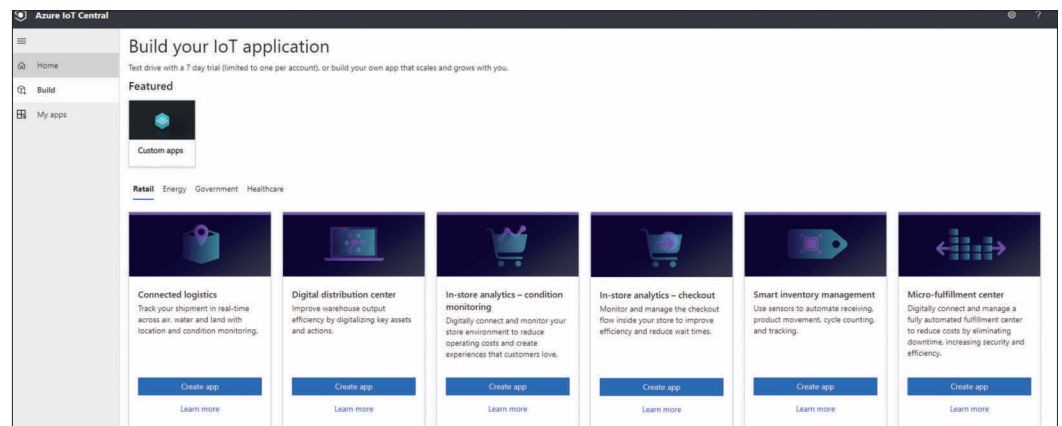 Azure IoT Central
?
Home
Build
My apps
Build your IoT application
Test drive with a 7 day trial (limited to one per account), or build your own app that scales and grows with you.
Featured
Custom apps
Retail Energy Government Healthcare
Connected logistics
Track your shipment in real-time
across air, water and land with
location and condition monitoring.
Create app
Learn more
Digital distribution center
Improve warehouse output
efficiency by digitalizing key assets
and actions.
Create app
Learn more
In-store analytics – condition
monitoring
Digitally connect and monitor your
store environment to reduce
operating costs and create
experiences that customers love.
Create app
Learn more
In-store analytics – checkout
Monitor and manage the checkout
flow inside your store to improve
efficiency and reduce wait times.
Create app
Learn more
Smart inventory management
Use sensors to automate receiving,
product movement, cycle counting,
and tracking.
Create app
Learn more
Micro-fulfillment center
Digitally connect and manage a
fully automated fulfillment center
to reduce costs by eliminating
downtime, increasing security and
efficiency.
Create app
Learn more